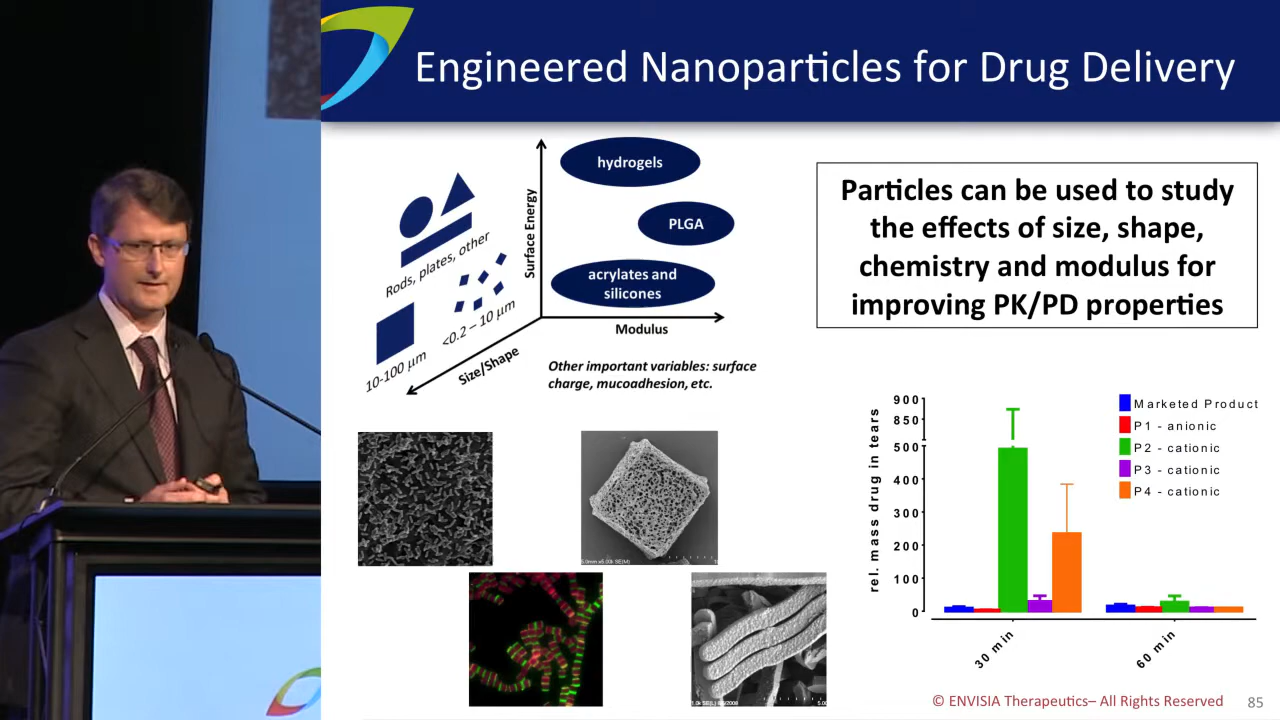 Engineered Nanoparticles for Drug Delivery
Surface Energy
hydrogels
PLGA
acrylates and
silicones
Modulus
Rods, plates, other
<0.2 – 10 μm
10-100 μm
Size/Shape
Other important variables: surface
charge, mucoadhesion, etc.
Particles can be used to study
the effects of size, shape,
chemistry and modulus for
improving PK/PD properties
rel. mass drug in tears
900
850
500
400
300
200
100
0
30 min
60 min
Marketed Product
P1 - anionic
P2 - cationic
P3 - cationic
P4 - cationic
© ENVISIA Therapeutics– All Rights Reserved
85